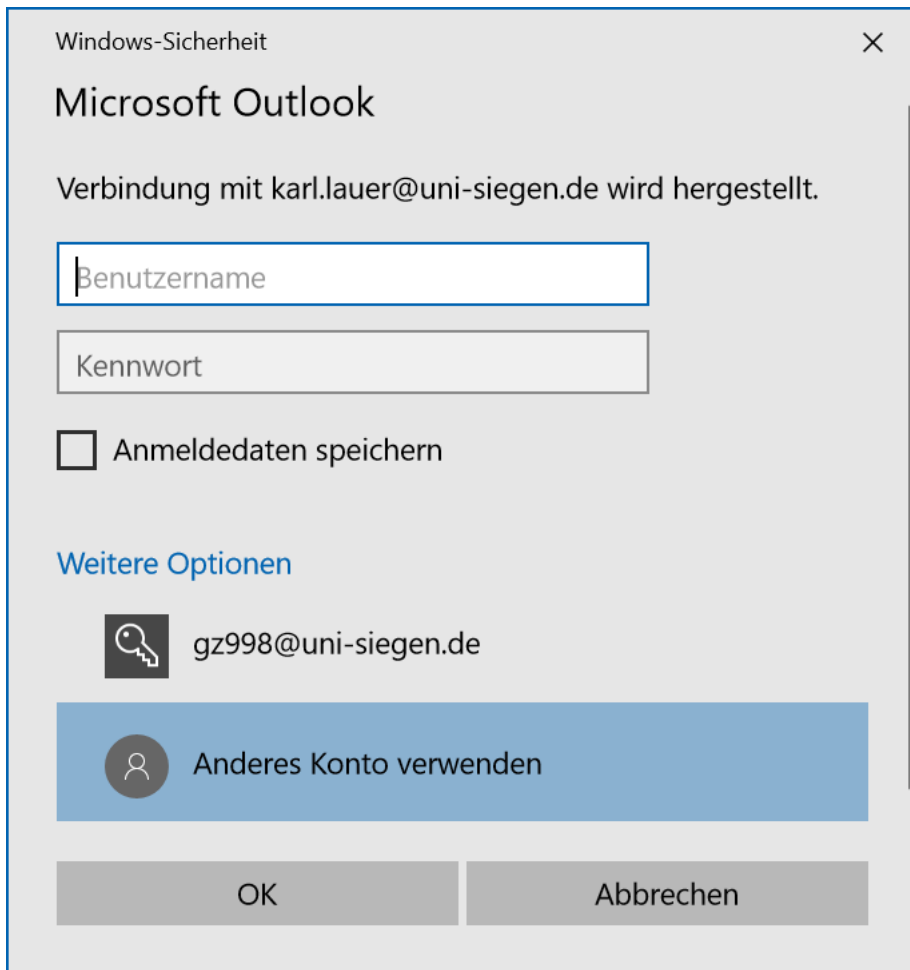 Windows-Sicherheit
Microsoft Outlook
Verbindung mit karl.lauer@uni-siegen.de wird hergestellt.
Benutzername
Kennwort
Anmeldedaten speichern
Weitere Optionen
gz998@uni-siegen.de
Anderes Konto verwenden
OK
Abbrechen